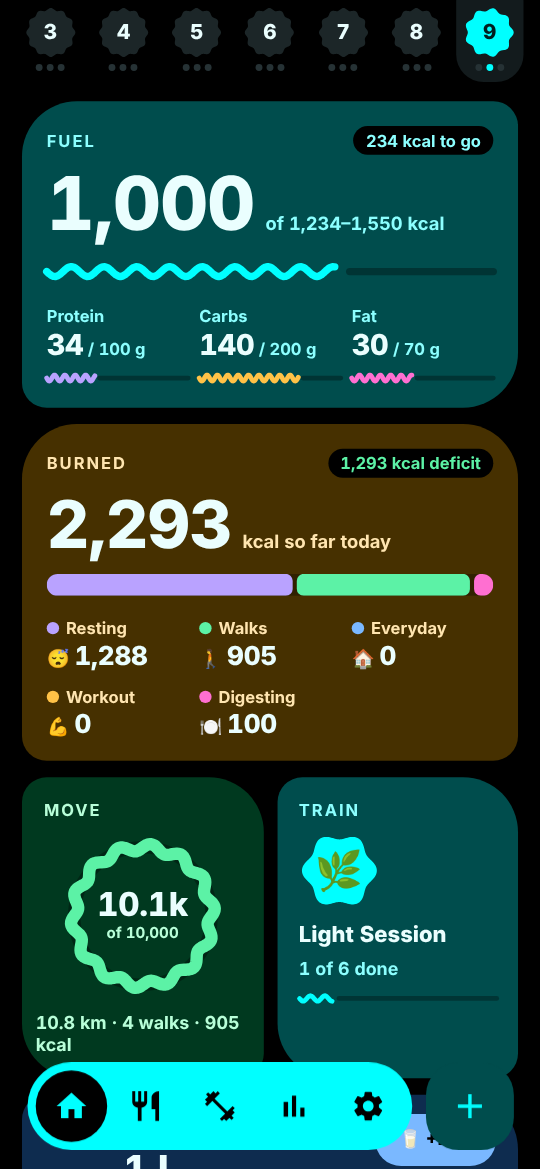 3 4 5 6 7 8 9
FUEL 234 kcal to go
1,000 of 1,234–1,550 kcal
Protein Carbs Fat
34 / 100 g 140 / 200 g 30 / 70 g
BURNED 1,293 kcal deficit
2,293 kcal so far today
Resting Walks Everyday
1,288 905 0
Workout Digesting
0 100
MOVE
10.1k
of 10,000
10.8 km · 4 walks · 905
kcal
TRAIN
Light Session
1 of 6 done